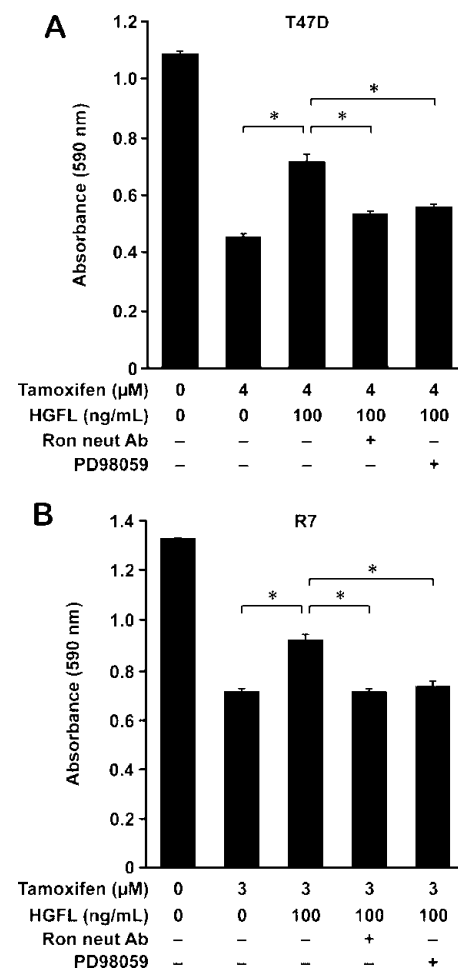 A
T47D
Absorbance (590 nm)
1.2
1.0
0.8
0.6
0.4
0.2
0
*
*
*
Tamoxifen (µM) 0 4 4 4 4
HGFL (ng/mL) 0 0 100 100 100
Ron neut Ab – – – + –
PD98059 – – – – +
B
R7
Absorbance (590 nm)
1.4
1.2
1.0
0.8
0.6
0.4
0.2
0
*
*
*
Tamoxifen (µM) 0 3 3 3 3
HGFL (ng/mL) 0 0 100 100 100
Ron neut Ab – – – + –
PD98059 – – – – +